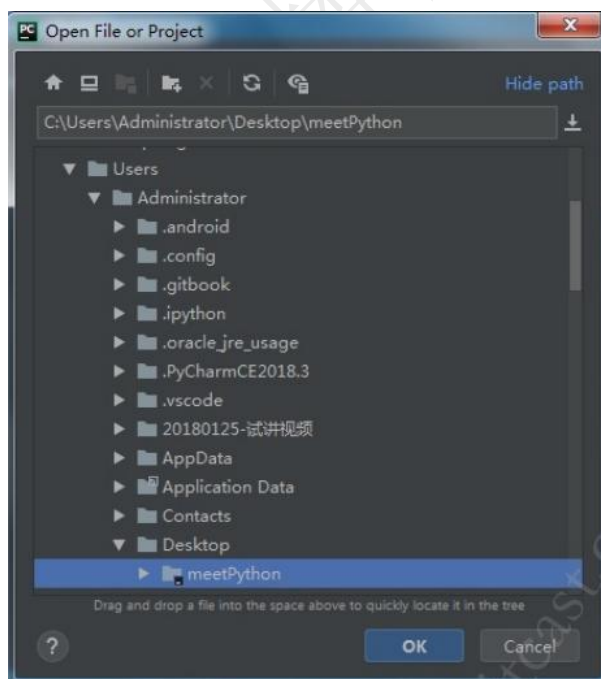 PC Open File or Project
Hide path
C:\Users\Administrator\Desktop\meetPython
Users
Administrator
.android
.config
.gitbook
.ipython
.oracle_jre_usage
.PyCharmCE2018.3
.vscode
20180125-试讲视频
AppData
Application Data
Contacts
Desktop
meetPython
Drag and drop a file into the space above to quickly locate it in the tree
? OK Cancel